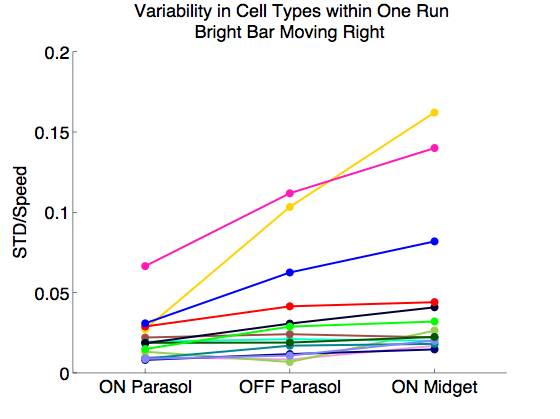 Variability in Cell Types within One Run
Bright Bar Moving Right
0.2
0.15
0.1
0.05
0
STD/Speed
ON Parasol
OFF Parasol
ON Midget